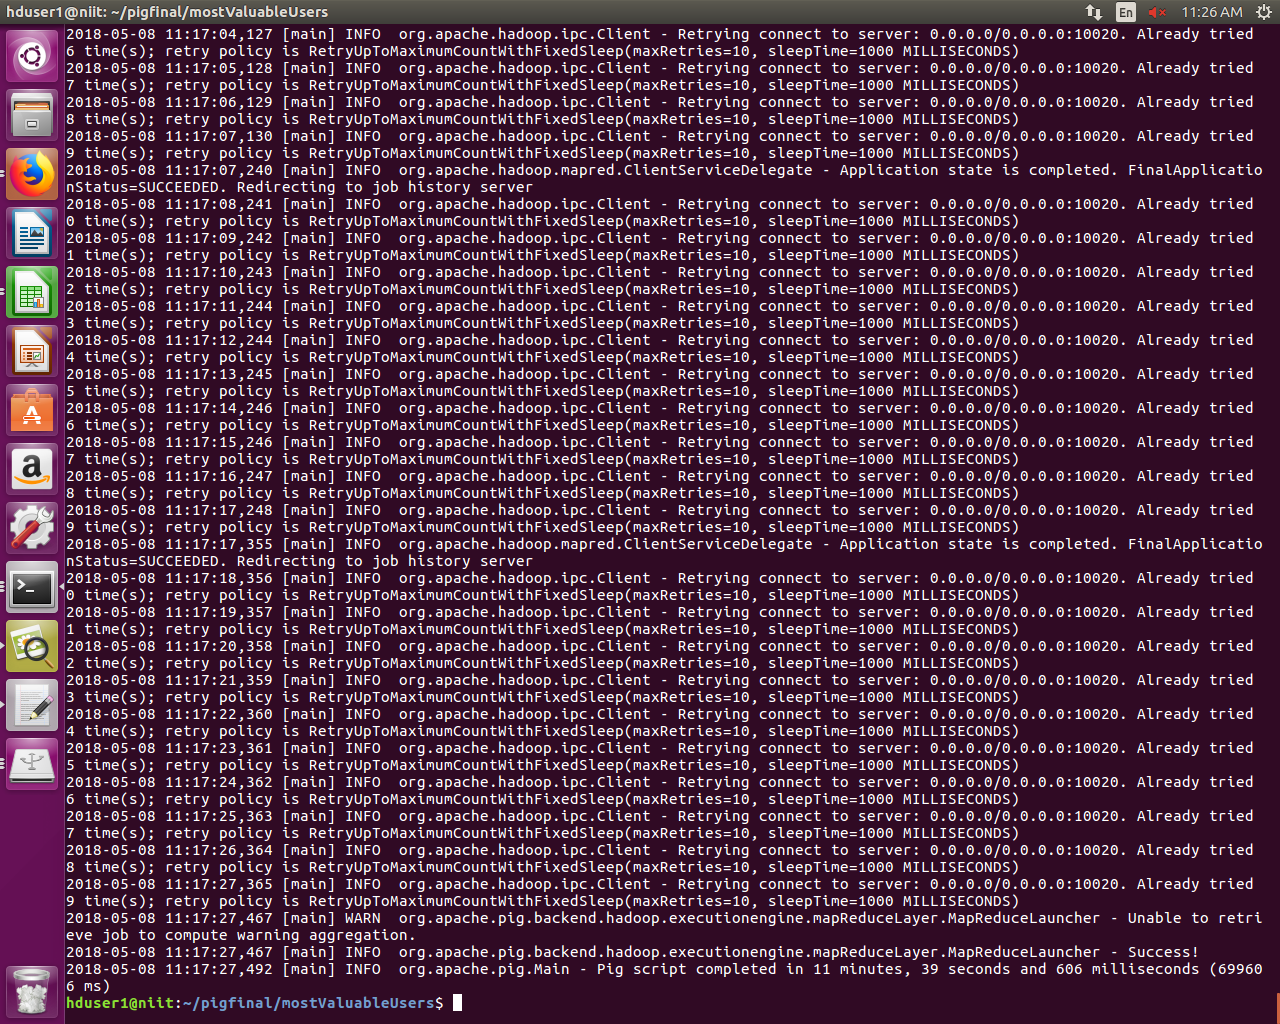 hduser1@niit: ~/pigfinal/mostValuableUsers
En
11:26 AM
2018-05-08 11:17:04,127 [main] INFO  org.apache.hadoop.ipc.Client - Retrying connect to server: 0.0.0.0/0.0.0.0:10020. Already tried
6 time(s); retry policy is RetryUpToMaximumCountWithFixedSleep(maxRetries=10, sleepTime=1000 MILLISECONDS)
2018-05-08 11:17:05,128 [main] INFO  org.apache.hadoop.ipc.Client - Retrying connect to server: 0.0.0.0/0.0.0.0:10020. Already tried
7 time(s); retry policy is RetryUpToMaximumCountWithFixedSleep(maxRetries=10, sleepTime=1000 MILLISECONDS)
2018-05-08 11:17:06,129 [main] INFO  org.apache.hadoop.ipc.Client - Retrying connect to server: 0.0.0.0/0.0.0.0:10020. Already tried
8 time(s); retry policy is RetryUpToMaximumCountWithFixedSleep(maxRetries=10, sleepTime=1000 MILLISECONDS)
2018-05-08 11:17:07,130 [main] INFO  org.apache.hadoop.ipc.Client - Retrying connect to server: 0.0.0.0/0.0.0.0:10020. Already tried
9 time(s); retry policy is RetryUpToMaximumCountWithFixedSleep(maxRetries=10, sleepTime=1000 MILLISECONDS)
2018-05-08 11:17:07,240 [main] INFO  org.apache.hadoop.mapred.ClientServiceDelegate - Application state is completed. FinalApplicatio
nStatus=SUCCEEDED. Redirecting to job history server
2018-05-08 11:17:08,241 [main] INFO  org.apache.hadoop.ipc.Client - Retrying connect to server: 0.0.0.0/0.0.0.0:10020. Already tried
0 time(s); retry policy is RetryUpToMaximumCountWithFixedSleep(maxRetries=10, sleepTime=1000 MILLISECONDS)
2018-05-08 11:17:09,242 [main] INFO  org.apache.hadoop.ipc.Client - Retrying connect to server: 0.0.0.0/0.0.0.0:10020. Already tried
1 time(s); retry policy is RetryUpToMaximumCountWithFixedSleep(maxRetries=10, sleepTime=1000 MILLISECONDS)
2018-05-08 11:17:10,243 [main] INFO  org.apache.hadoop.ipc.Client - Retrying connect to server: 0.0.0.0/0.0.0.0:10020. Already tried
2 time(s); retry policy is RetryUpToMaximumCountWithFixedSleep(maxRetries=10, sleepTime=1000 MILLISECONDS)
2018-05-08 11:17:11,244 [main] INFO  org.apache.hadoop.ipc.Client - Retrying connect to server: 0.0.0.0/0.0.0.0:10020. Already tried
3 time(s); retry policy is RetryUpToMaximumCountWithFixedSleep(maxRetries=10, sleepTime=1000 MILLISECONDS)
2018-05-08 11:17:12,244 [main] INFO  org.apache.hadoop.ipc.Client - Retrying connect to server: 0.0.0.0/0.0.0.0:10020. Already tried
4 time(s); retry policy is RetryUpToMaximumCountWithFixedSleep(maxRetries=10, sleepTime=1000 MILLISECONDS)
2018-05-08 11:17:13,245 [main] INFO  org.apache.hadoop.ipc.Client - Retrying connect to server: 0.0.0.0/0.0.0.0:10020. Already tried
5 time(s); retry policy is RetryUpToMaximumCountWithFixedSleep(maxRetries=10, sleepTime=1000 MILLISECONDS)
2018-05-08 11:17:14,246 [main] INFO  org.apache.hadoop.ipc.Client - Retrying connect to server: 0.0.0.0/0.0.0.0:10020. Already tried
6 time(s); retry policy is RetryUpToMaximumCountWithFixedSleep(maxRetries=10, sleepTime=1000 MILLISECONDS)
2018-05-08 11:17:15,246 [main] INFO  org.apache.hadoop.ipc.Client - Retrying connect to server: 0.0.0.0/0.0.0.0:10020. Already tried
7 time(s); retry policy is RetryUpToMaximumCountWithFixedSleep(maxRetries=10, sleepTime=1000 MILLISECONDS)
2018-05-08 11:17:16,247 [main] INFO  org.apache.hadoop.ipc.Client - Retrying connect to server: 0.0.0.0/0.0.0.0:10020. Already tried
8 time(s); retry policy is RetryUpToMaximumCountWithFixedSleep(maxRetries=10, sleepTime=1000 MILLISECONDS)
2018-05-08 11:17:17,248 [main] INFO  org.apache.hadoop.ipc.Client - Retrying connect to server: 0.0.0.0/0.0.0.0:10020. Already tried
9 time(s); retry policy is RetryUpToMaximumCountWithFixedSleep(maxRetries=10, sleepTime=1000 MILLISECONDS)
2018-05-08 11:17:17,355 [main] INFO  org.apache.hadoop.mapred.ClientServiceDelegate - Application state is completed. FinalApplicatio
nStatus=SUCCEEDED. Redirecting to job history server
2018-05-08 11:17:18,356 [main] INFO  org.apache.hadoop.ipc.Client - Retrying connect to server: 0.0.0.0/0.0.0.0:10020. Already tried
0 time(s); retry policy is RetryUpToMaximumCountWithFixedSleep(maxRetries=10, sleepTime=1000 MILLISECONDS)
2018-05-08 11:17:19,357 [main] INFO  org.apache.hadoop.ipc.Client - Retrying connect to server: 0.0.0.0/0.0.0.0:10020. Already tried
1 time(s); retry policy is RetryUpToMaximumCountWithFixedSleep(maxRetries=10, sleepTime=1000 MILLISECONDS)
2018-05-08 11:17:20,358 [main] INFO  org.apache.hadoop.ipc.Client - Retrying connect to server: 0.0.0.0/0.0.0.0:10020. Already tried
2 time(s); retry policy is RetryUpToMaximumCountWithFixedSleep(maxRetries=10, sleepTime=1000 MILLISECONDS)
2018-05-08 11:17:21,359 [main] INFO  org.apache.hadoop.ipc.Client - Retrying connect to server: 0.0.0.0/0.0.0.0:10020. Already tried
3 time(s); retry policy is RetryUpToMaximumCountWithFixedSleep(maxRetries=10, sleepTime=1000 MILLISECONDS)
2018-05-08 11:17:22,360 [main] INFO  org.apache.hadoop.ipc.Client - Retrying connect to server: 0.0.0.0/0.0.0.0:10020. Already tried
4 time(s); retry policy is RetryUpToMaximumCountWithFixedSleep(maxRetries=10, sleepTime=1000 MILLISECONDS)
2018-05-08 11:17:23,361 [main] INFO  org.apache.hadoop.ipc.Client - Retrying connect to server: 0.0.0.0/0.0.0.0:10020. Already tried
5 time(s); retry policy is RetryUpToMaximumCountWithFixedSleep(maxRetries=10, sleepTime=1000 MILLISECONDS)
2018-05-08 11:17:24,362 [main] INFO  org.apache.hadoop.ipc.Client - Retrying connect to server: 0.0.0.0/0.0.0.0:10020. Already tried
6 time(s); retry policy is RetryUpToMaximumCountWithFixedSleep(maxRetries=10, sleepTime=1000 MILLISECONDS)
2018-05-08 11:17:25,363 [main] INFO  org.apache.hadoop.ipc.Client - Retrying connect to server: 0.0.0.0/0.0.0.0:10020. Already tried
7 time(s); retry policy is RetryUpToMaximumCountWithFixedSleep(maxRetries=10, sleepTime=1000 MILLISECONDS)
2018-05-08 11:17:26,364 [main] INFO  org.apache.hadoop.ipc.Client - Retrying connect to server: 0.0.0.0/0.0.0.0:10020. Already tried
8 time(s); retry policy is RetryUpToMaximumCountWithFixedSleep(maxRetries=10, sleepTime=1000 MILLISECONDS)
2018-05-08 11:17:27,365 [main] INFO  org.apache.hadoop.ipc.Client - Retrying connect to server: 0.0.0.0/0.0.0.0:10020. Already tried
9 time(s); retry policy is RetryUpToMaximumCountWithFixedSleep(maxRetries=10, sleepTime=1000 MILLISECONDS)
2018-05-08 11:17:27,467 [main] WARN  org.apache.pig.backend.hadoop.executionengine.mapReduceLayer.MapReduceLauncher - Unable to retri
eve job to compute warning aggregation.
2018-05-08 11:17:27,467 [main] INFO  org.apache.pig.backend.hadoop.executionengine.mapReduceLayer.MapReduceLauncher - Success!
2018-05-08 11:17:27,492 [main] INFO  org.apache.pig.Main - Pig script completed in 11 minutes, 39 seconds and 606 milliseconds (69960
6 ms)
hduser1@niit:~/pigfinal/mostValuableUsers$